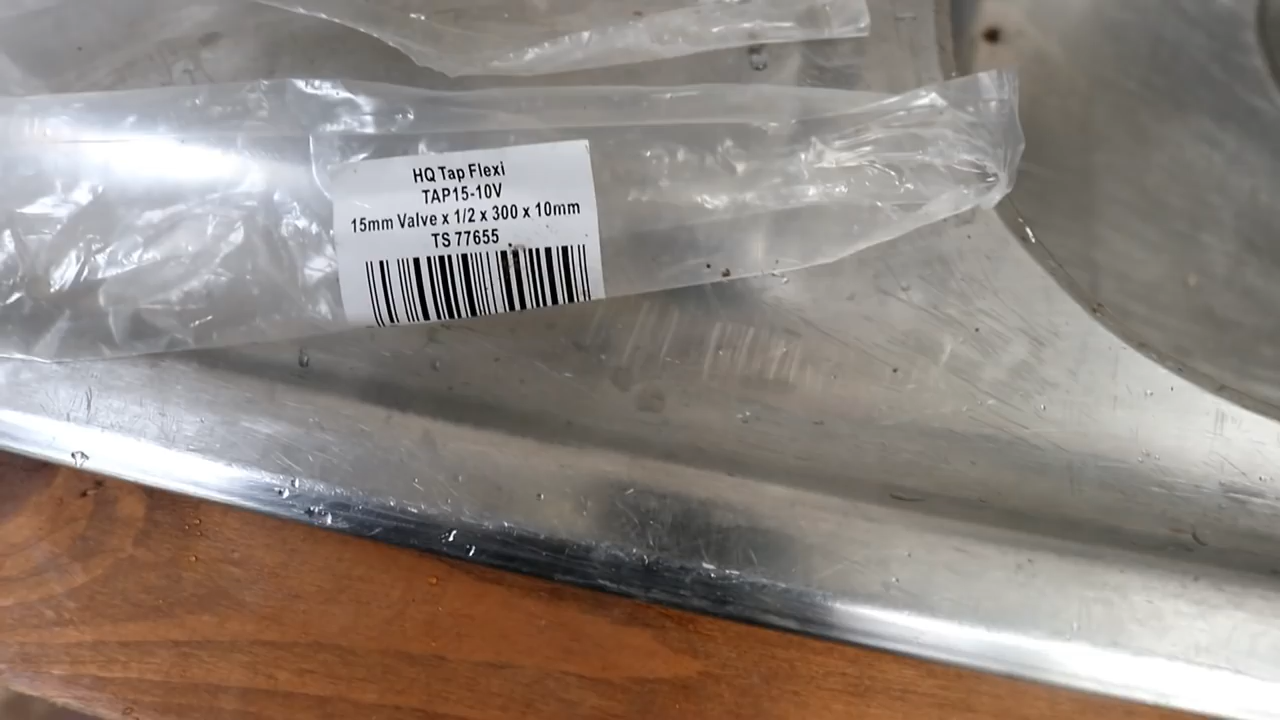 HQ Tap Flexi
TAP15-10V
15mm Valve x 1/2 x 300 x 10mm
TS 77655